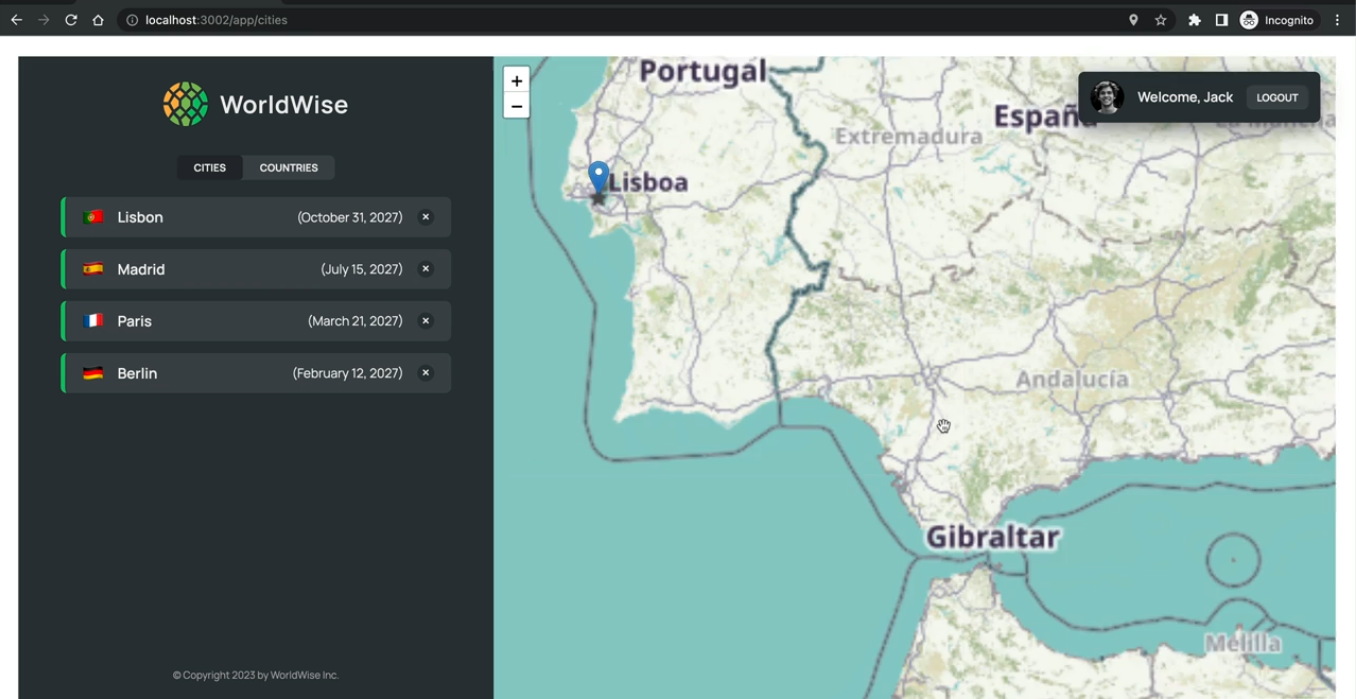 localhost:3002/app/cities
Incognito
WorldWise
CITIES COUNTRIES
Lisbon (October 31, 2027) ×
Madrid (July 15, 2027) ×
Paris (March 21, 2027) ×
Berlin (February 12, 2027) ×
© Copyright 2023 by WorldWise Inc.
+
−
Welcome, Jack LOGOUT
Portugal
Extremadura
Lisboa
Andalucía
Gibraltar
Melilla